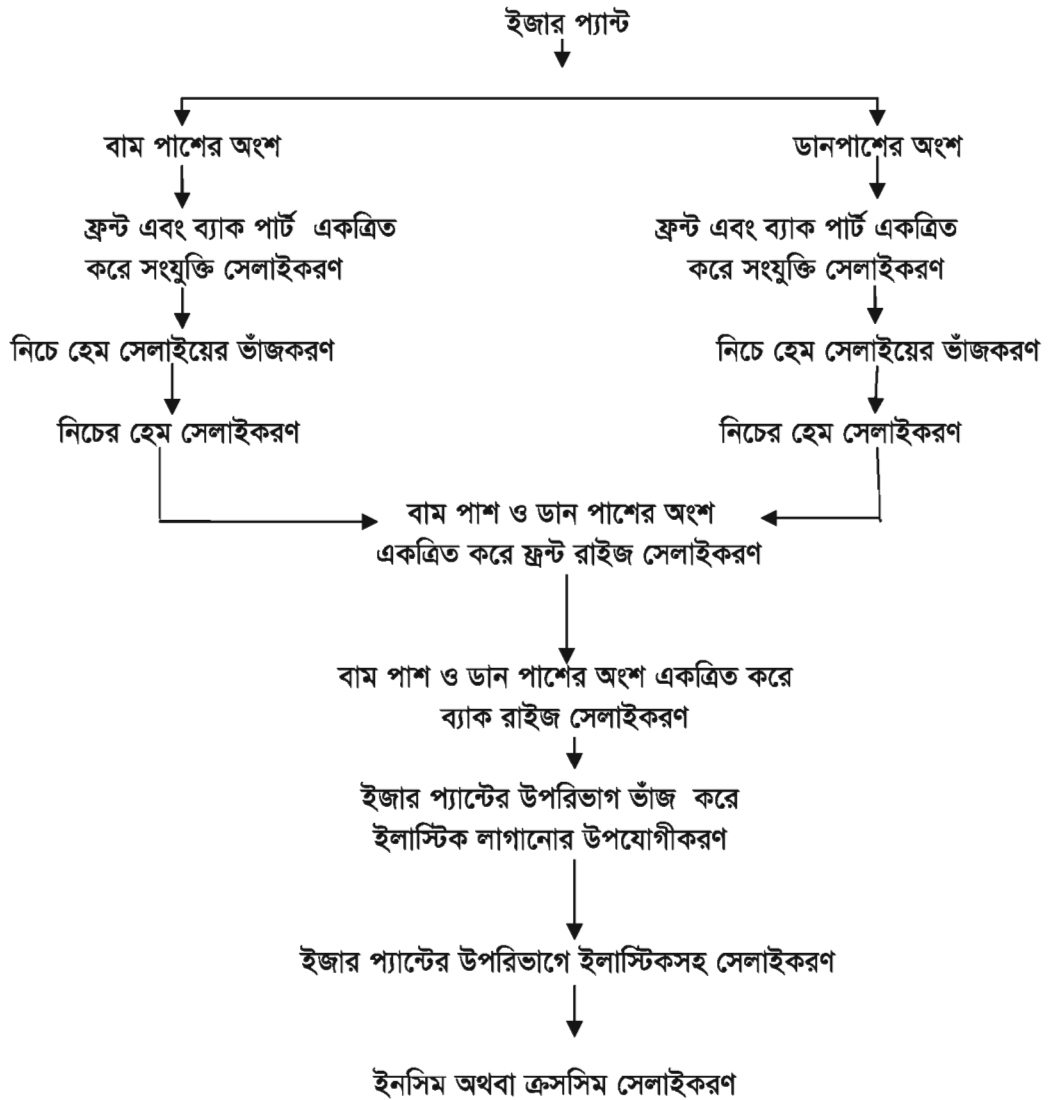 ইজার প্যান্ট
বাম পাশের অংশ
ফ্রন্ট এবং ব্যাক পার্ট একত্রিত
করে সংযুক্তি সেলাইকরণ
নিচে হেম সেলাইয়ের ভাঁজকরণ
নিচের হেম সেলাইকরণ
ডানপাশের অংশ
ফ্রন্ট এবং ব্যাক পার্ট একত্রিত
করে সংযুক্তি সেলাইকরণ
নিচে হেম সেলাইয়ের ভাঁজকরণ
নিচের হেম সেলাইকরণ
বাম পাশ ও ডান পাশের অংশ
একত্রিত করে ফ্রন্ট রাইজ সেলাইকরণ
বাম পাশ ও ডান পাশের অংশ একত্রিত করে
ব্যাক রাইজ সেলাইকরণ
ইজার প্যান্টের উপরিভাগ ভাঁজ করে
ইলাস্টিক লাগানোর উপযোগীকরণ
ইজার প্যান্টের উপরিভাগে ইলাস্টিকসহ সেলাইকরণ
ইনসিম অথবা ক্রসসিম সেলাইকরণ